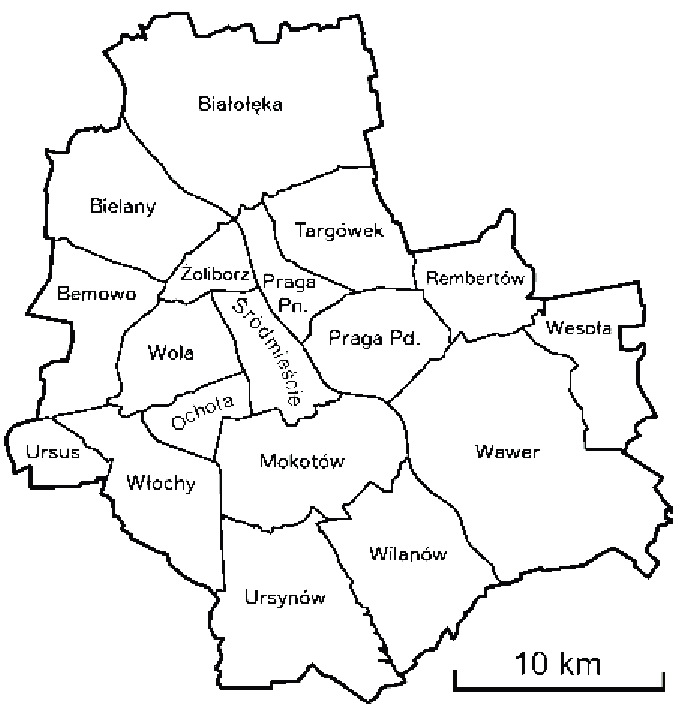 Białołęka
Bielany
Targówek
Żoliborz
Praga
Pn.
Rembertów
Bemowo
Śródmieście
Praga Pd.
Wesoła
Wola
Ochota
Ursus
Włochy
Mokotów
Wawer
Wilanów
Ursynów
10 km